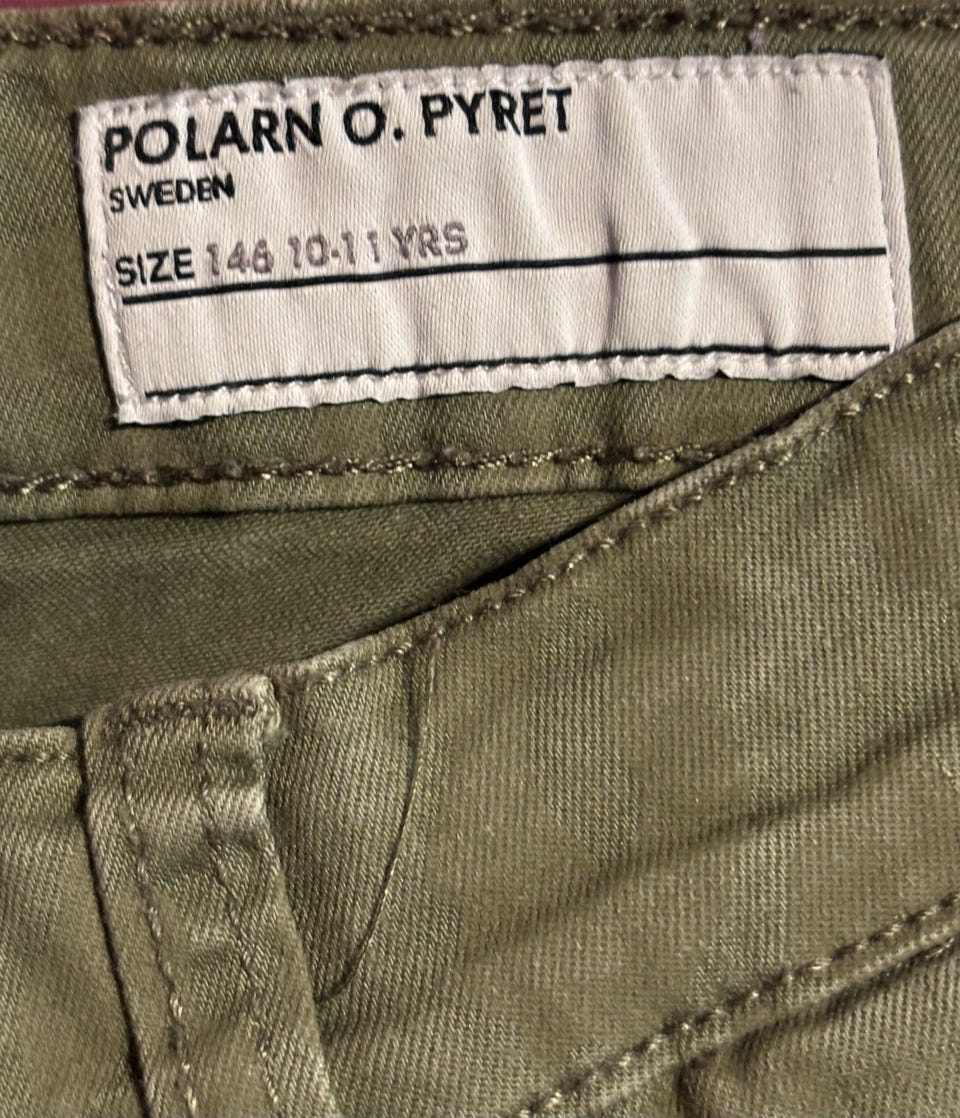 POLARN O. PYRET
SWEDEN
SIZE 146 10-11 YRS